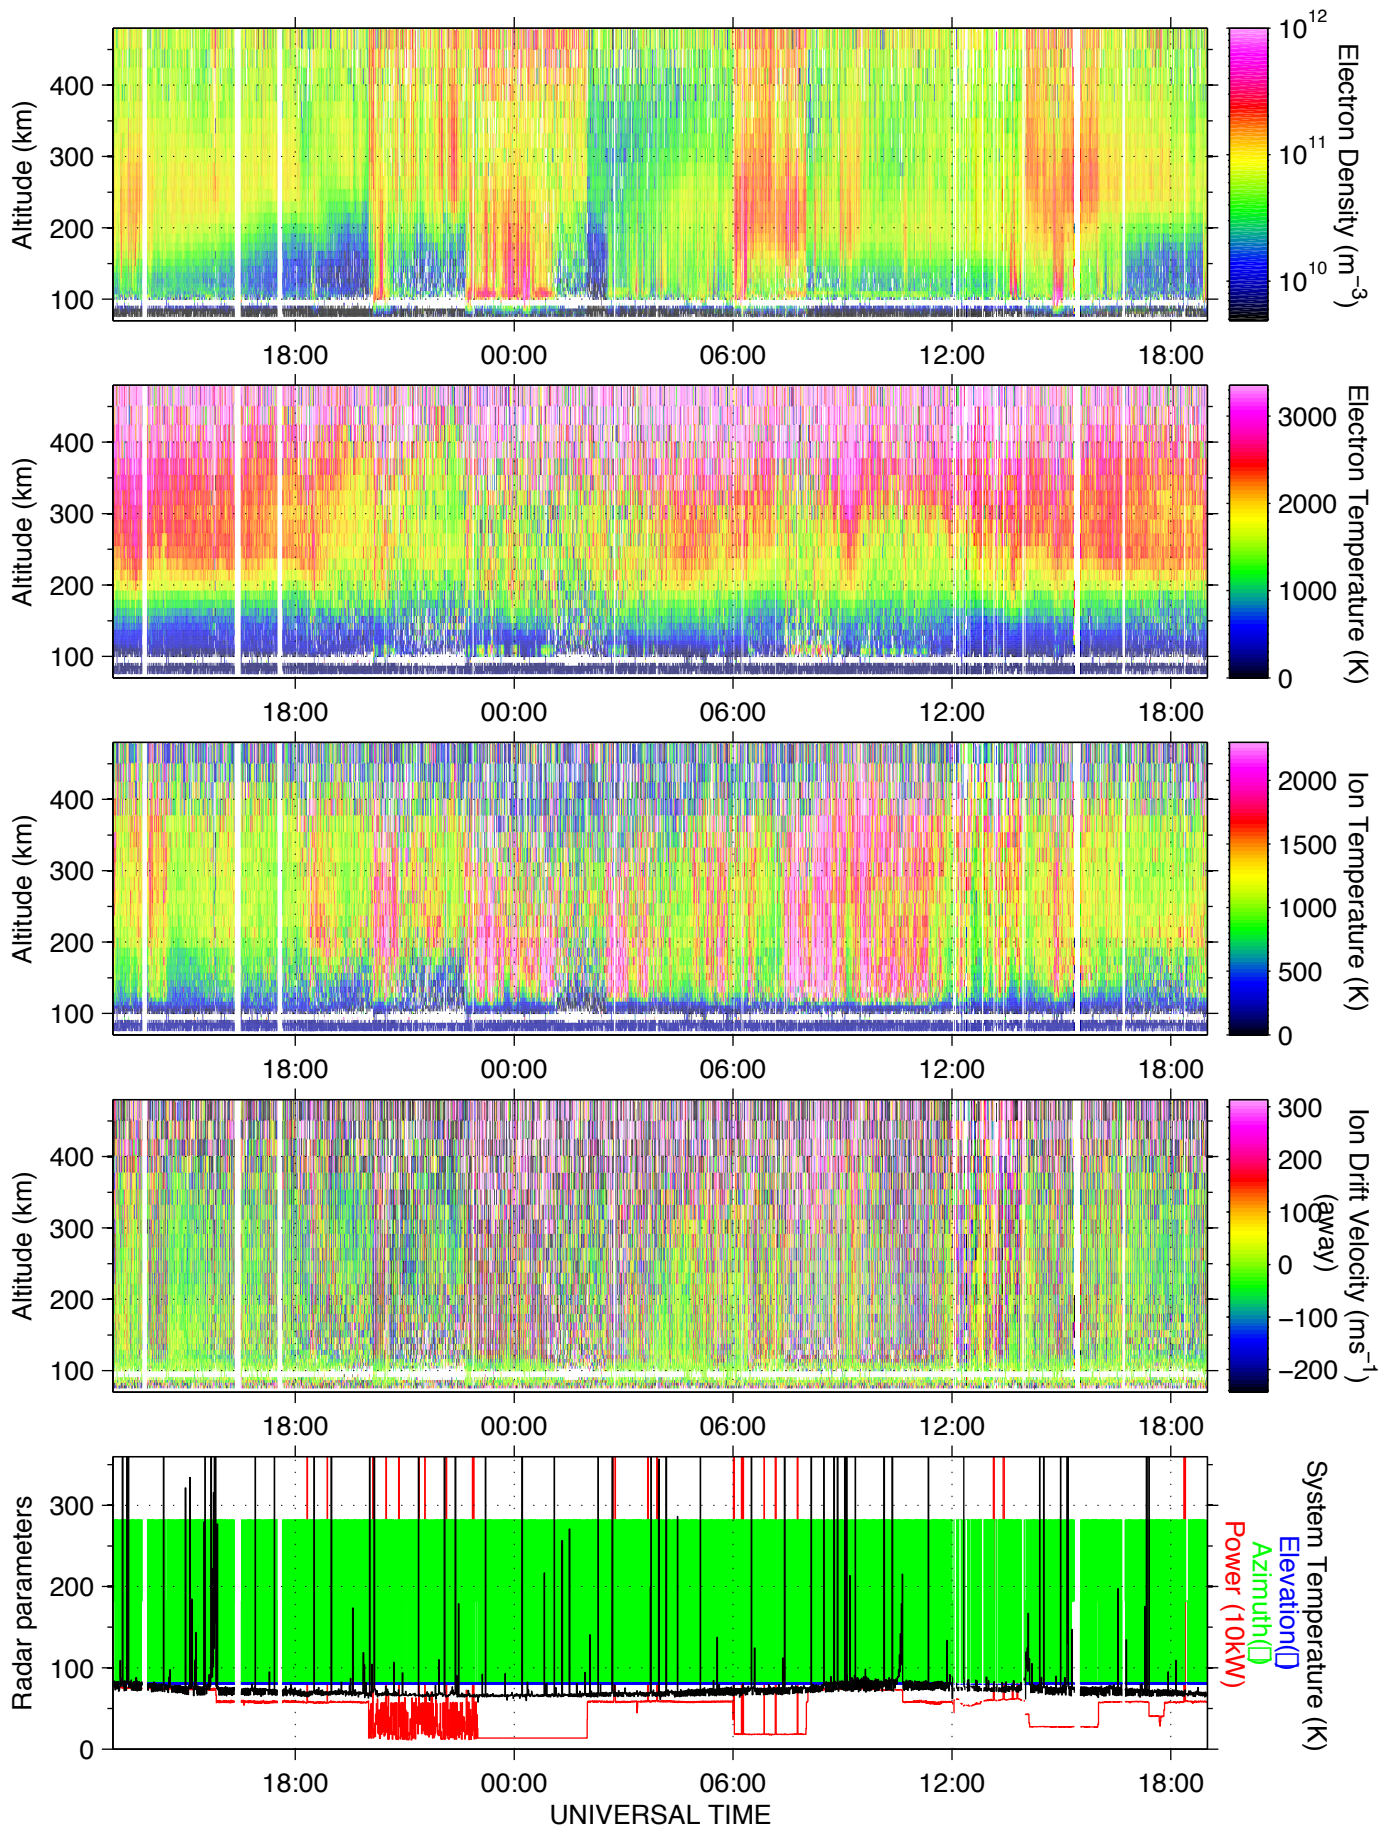 400
300
200
100
Altitude (km)
18:00 00:00 06:00 12:00 18:00
10^12
10^11
10^10
Electron Density (m^−3)
400
300
200
100
Altitude (km)
18:00 00:00 06:00 12:00 18:00
3000
2000
1000
0
Electron Temperature (K)
400
300
200
100
Altitude (km)
18:00 00:00 06:00 12:00 18:00
2000
1500
1000
500
0
Ion Temperature (K)
400
300
200
100
Altitude (km)
18:00 00:00 06:00 12:00 18:00
300
200
100
0
−100
−200
Ion Drift Velocity (ms^−1)
(away)
300
200
100
0
Radar parameters
18:00 00:00 06:00 12:00 18:00
UNIVERSAL TIME
System Temperature (K)
Elevation(▯)
Azimuth(▯)
Power (10kW)